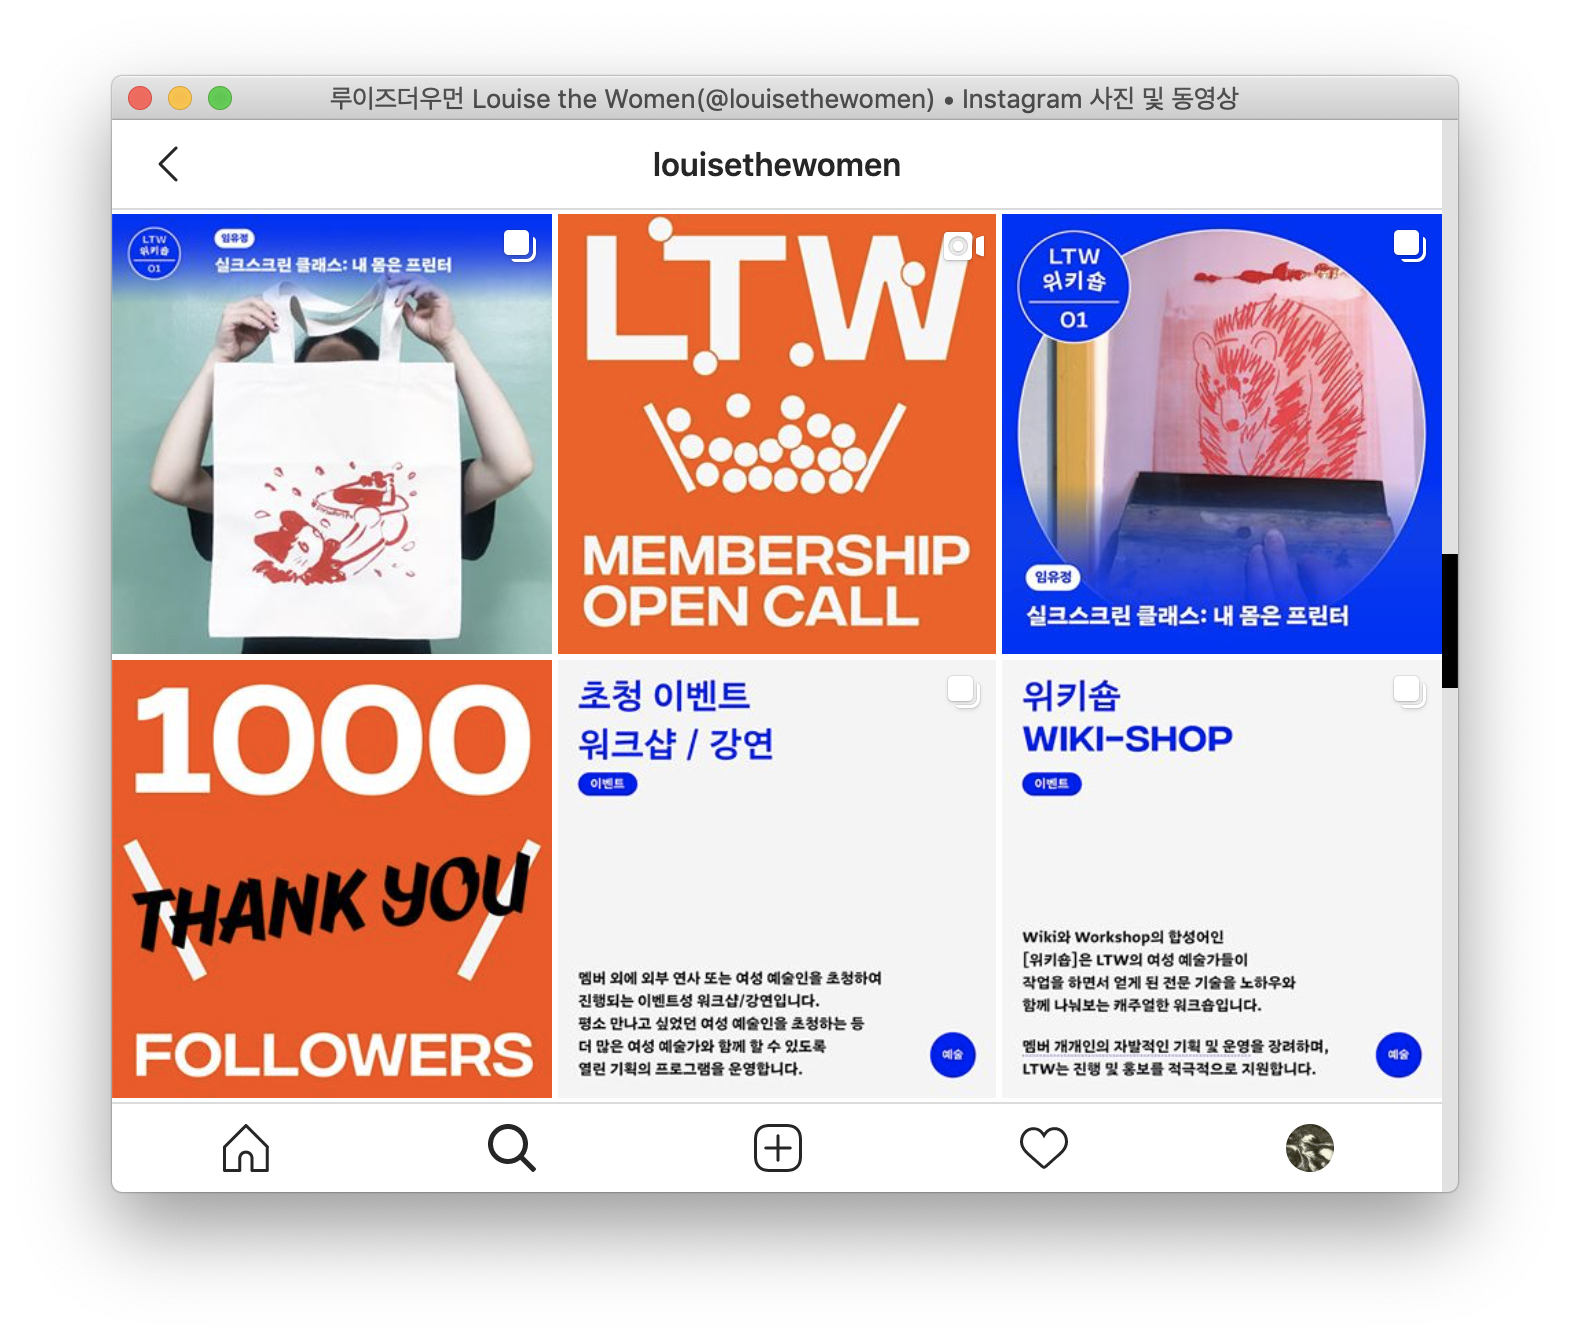 루이즈더우먼 Louise the Women(@louisethewomen) • Instagram 사진 및 동영상
louisethewomen
LTW
위키숍
01
임유정
실크스크린 클래스: 내 몸은 프린터
LTW
MEMBERSHIP
OPEN CALL
LTW
위키숍
01
임유정
실크스크린 클래스: 내 몸은 프린터
1000
THANK YOU
FOLLOWERS
초청 이벤트
워크샵 / 강연
이벤트
멤버 외에 외부 연사 또는 여성 예술인을 초청하여
진행되는 이벤트성 워크샵/강연입니다.
평소 만나고 싶었던 여성 예술인을 초청하는 등
더 많은 여성 예술가와 함께 할 수 있도록
열린 기획의 프로그램을 운영합니다.
예술
위키숍
WIKI-SHOP
이벤트
Wiki와 Workshop의 합성어인
[위키숍]은 LTW의 여성 예술가들이
작업을 하면서 얻게 된 전문 기술을 노하우와
함께 나눠보는 캐주얼한 워크숍입니다.
멤버 개개인의 자발적인 기획 및 운영을 장려하며,
LTW는 진행 및 홍보를 적극적으로 지원합니다.
예술